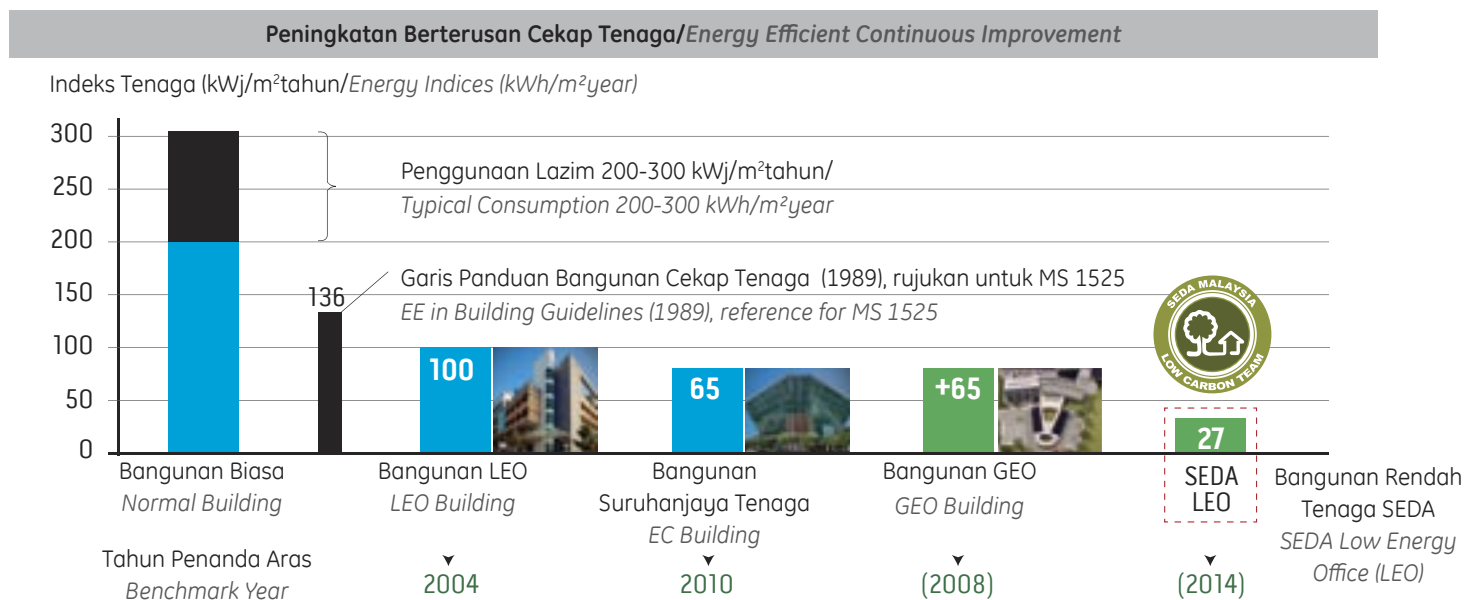 Peningkatan Berterusan Cekap Tenaga/Energy Efficient Continuous Improvement
Indeks Tenaga (kWj/m²tahun/Energy Indices (kWh/m²year)
300
250
200
150
100
50
0
Penggunaan Lazim 200-300 kWj/m²tahun/
Typical Consumption 200-300 kWh/m²year
136
Garis Panduan Bangunan Cekap Tenaga (1989), rujukan untuk MS 1525
EE in Building Guidelines (1989), reference for MS 1525
SEDA MALAYSIA
LOW CARBON TEAM
100
65
+65
27
Bangunan Biasa
Normal Building
Bangunan LEO
LEO Building
Bangunan
Suruhanjaya Tenaga
EC Building
Bangunan GEO
GEO Building
SEDA
LEO
Bangunan Rendah
Tenaga SEDA
SEDA Low Energy
Office (LEO)
Tahun Penanda Aras
Benchmark Year
2004
2010
(2008)
(2014)